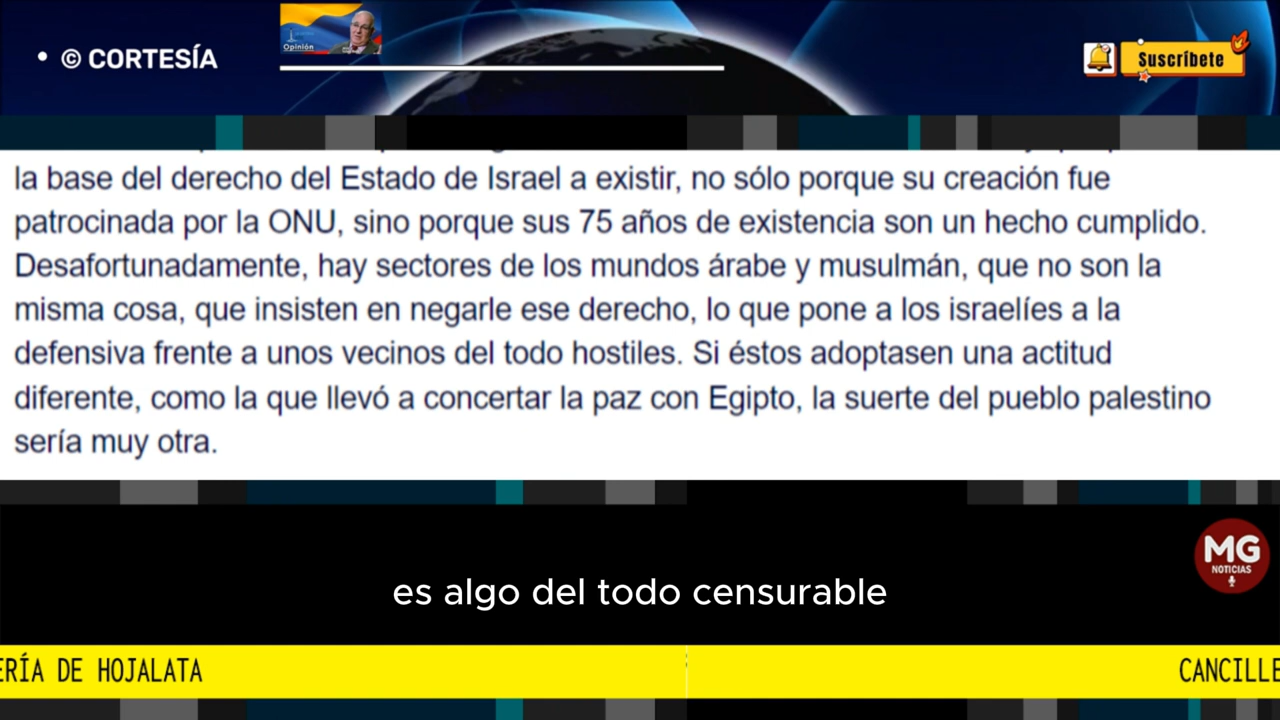 • © CORTESÍA
Opinión
Suscríbete
la base del derecho del Estado de Israel a existir, no sólo porque su creación fue
patrocinada por la ONU, sino porque sus 75 años de existencia son un hecho cumplido.
Desafortunadamente, hay sectores de los mundos árabe y musulmán, que no son la
misma cosa, que insisten en negarle ese derecho, lo que pone a los israelíes a la
defensiva frente a unos vecinos del todo hostiles. Si éstos adoptasen una actitud
diferente, como la que llevó a concertar la paz con Egipto, la suerte del pueblo palestino
sería muy otra.
MG
NOTICIAS
es algo del todo censurable
ERÍA DE HOJALATA
CANCILLE